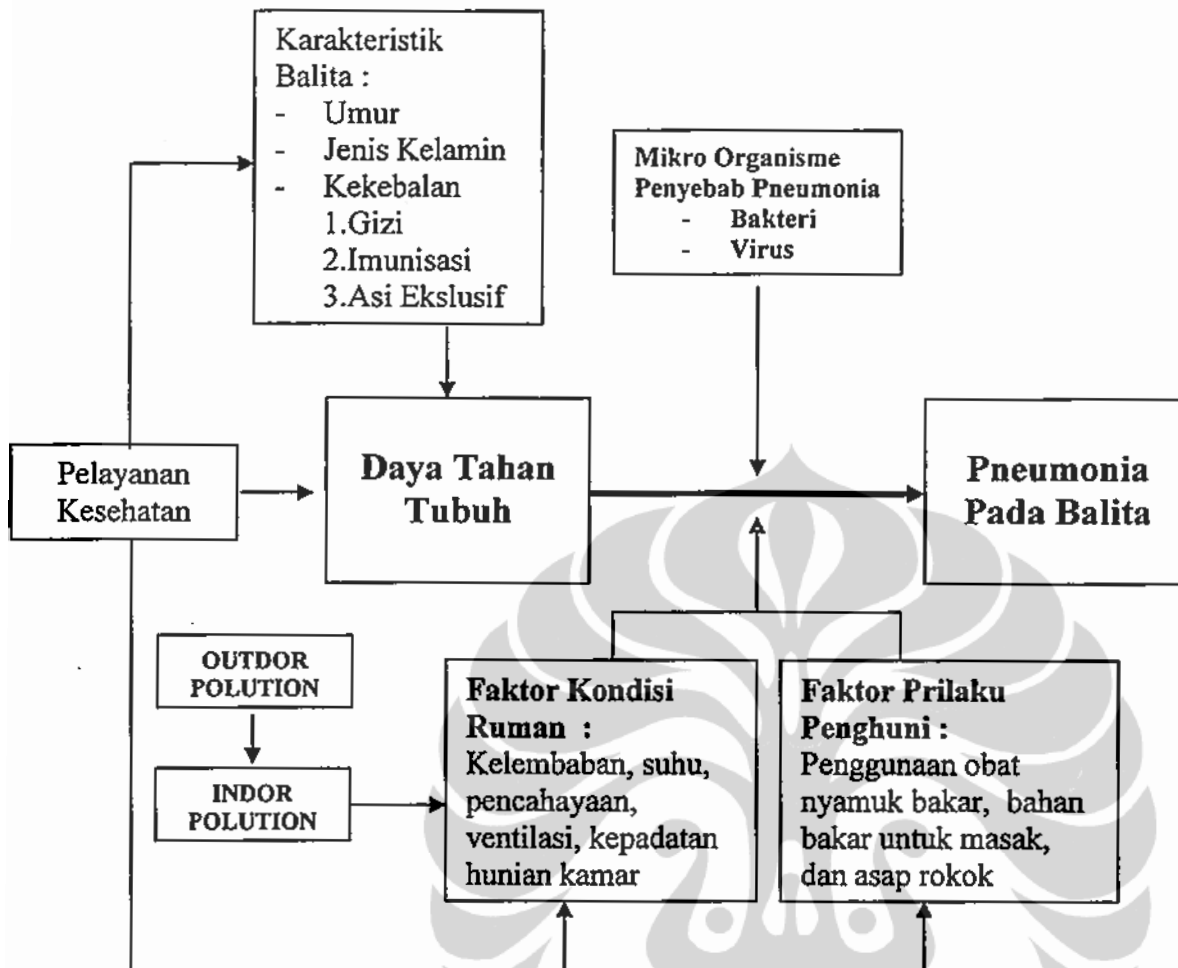 Karakteristik
Balita :
- Umur
- Jenis Kelamin
- Kekebalan
1.Gizi
2.Imunisasi
3.Asi Ekslusif
Mikro Organisme
Penyebab Pneumonia
- Bakteri
- Virus
Pelayanan
Kesehatan
Daya Tahan
Tubuh
Pneumonia
Pada Balita
OUTDOR
POLUTION
INDOR
POLUTION
Faktor Kondisi
Ruman :
Kelembaban, suhu,
pencahayaan,
ventilasi, kepadatan
hunian kamar
Faktor Prilaku
Penghuni :
Penggunaan obat
nyamuk bakar, bahan
bakar untuk masak,
dan asap rokok